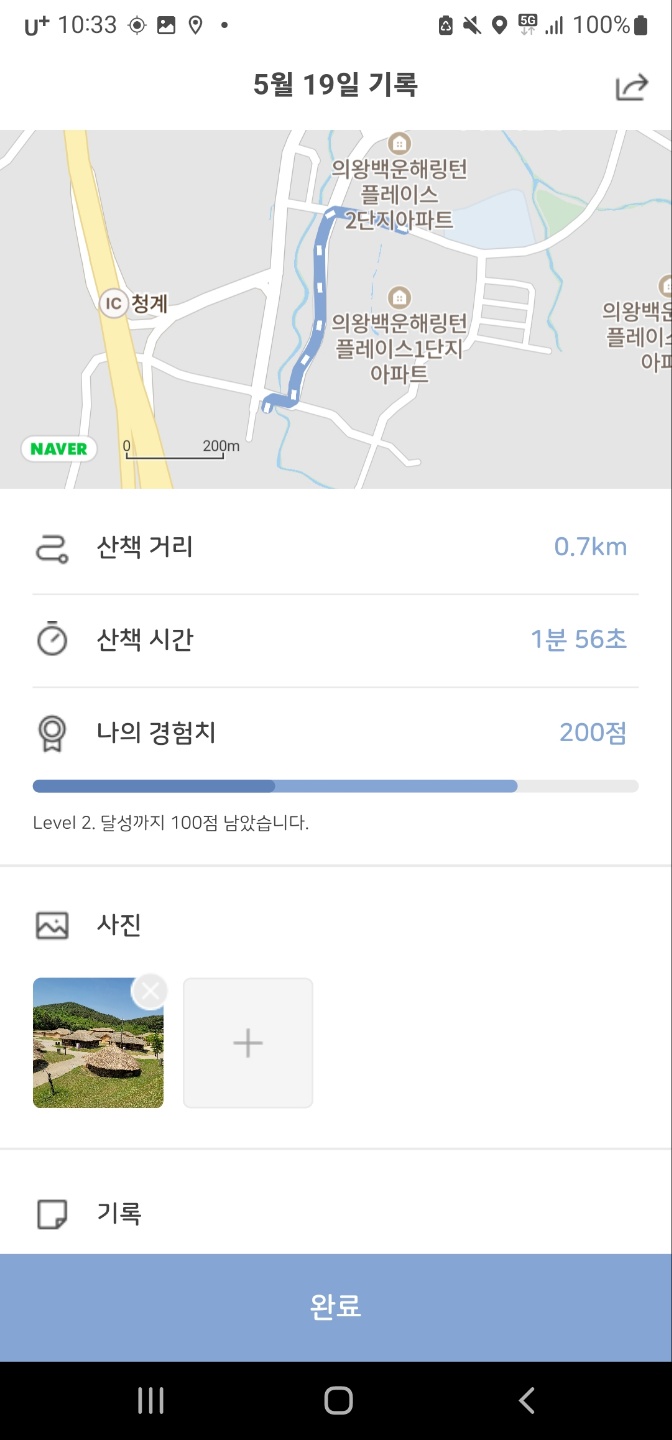 U+ 10:33 5G 100%
5월 19일 기록
의왕백운해링턴
플레이스
2단지아파트
IC 청계
의왕백운해링턴
플레이스1단지
아파트
의왕백운
플레이
아파
NAVER 0 200m
산책 거리 0.7km
산책 시간 1분 56초
나의 경험치 200점
Level 2. 달성까지 100점 남았습니다.
사진
기록
완료